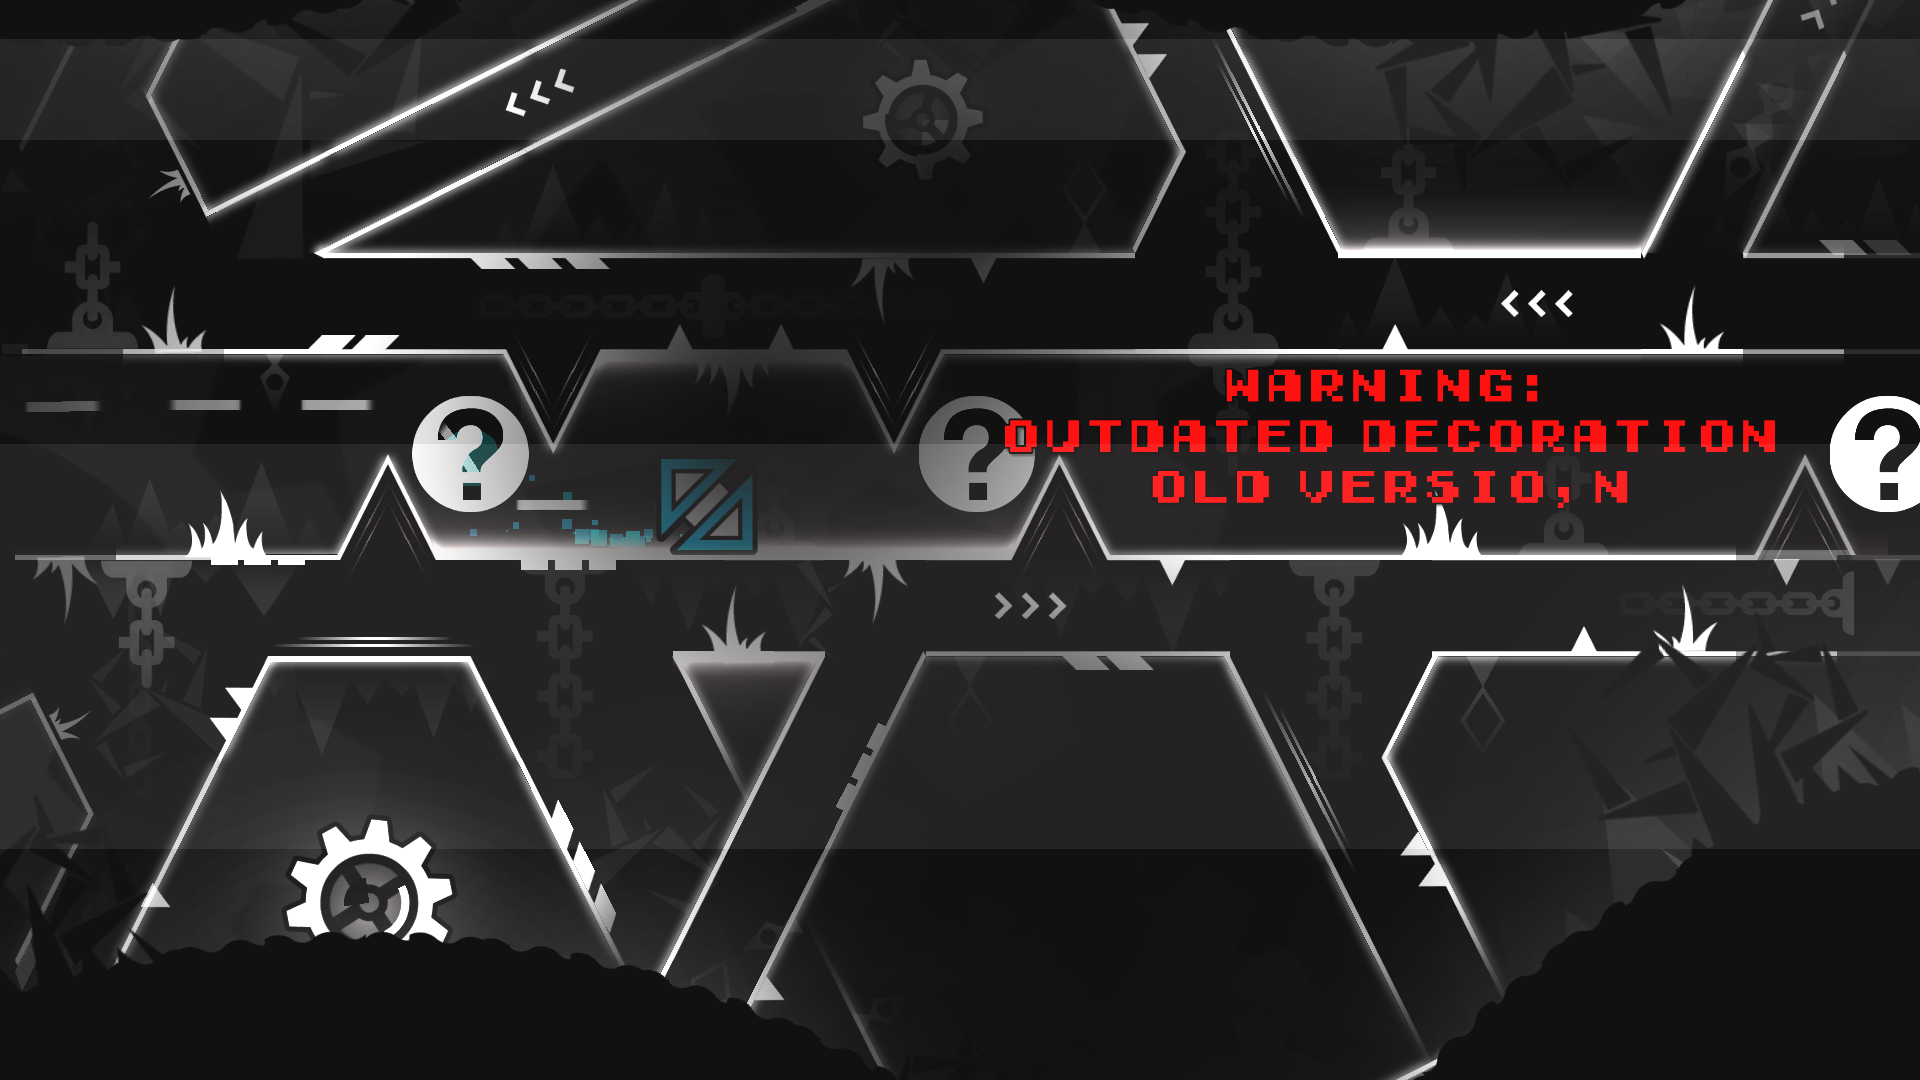 WARNING:
OUTDATED DECORATION
OLD VERSIO,N
?
?
?